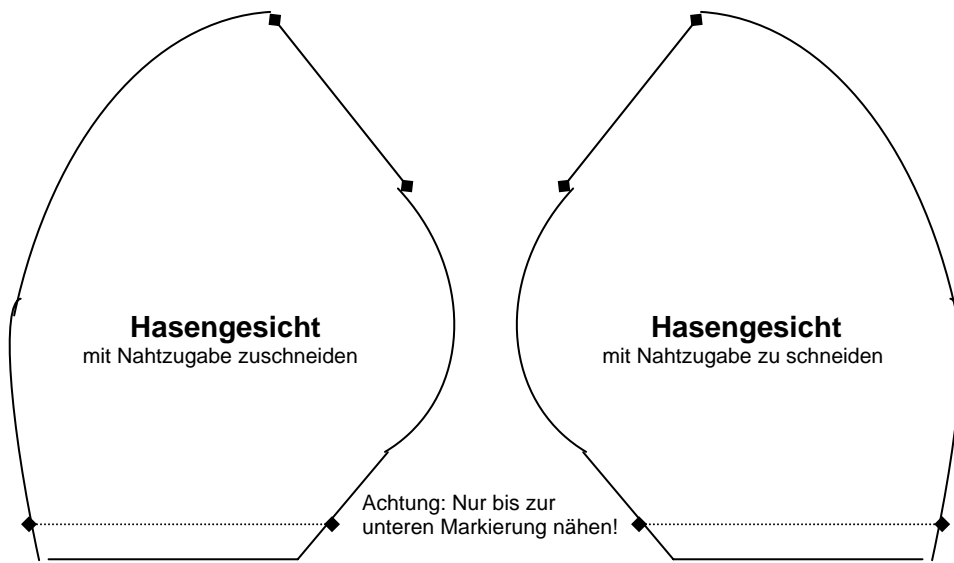 Hasengesicht
mit Nahtzugabe zuschneiden
Hasengesicht
mit Nahtzugabe zu schneiden
Achtung: Nur bis zur
unteren Markierung nähen!